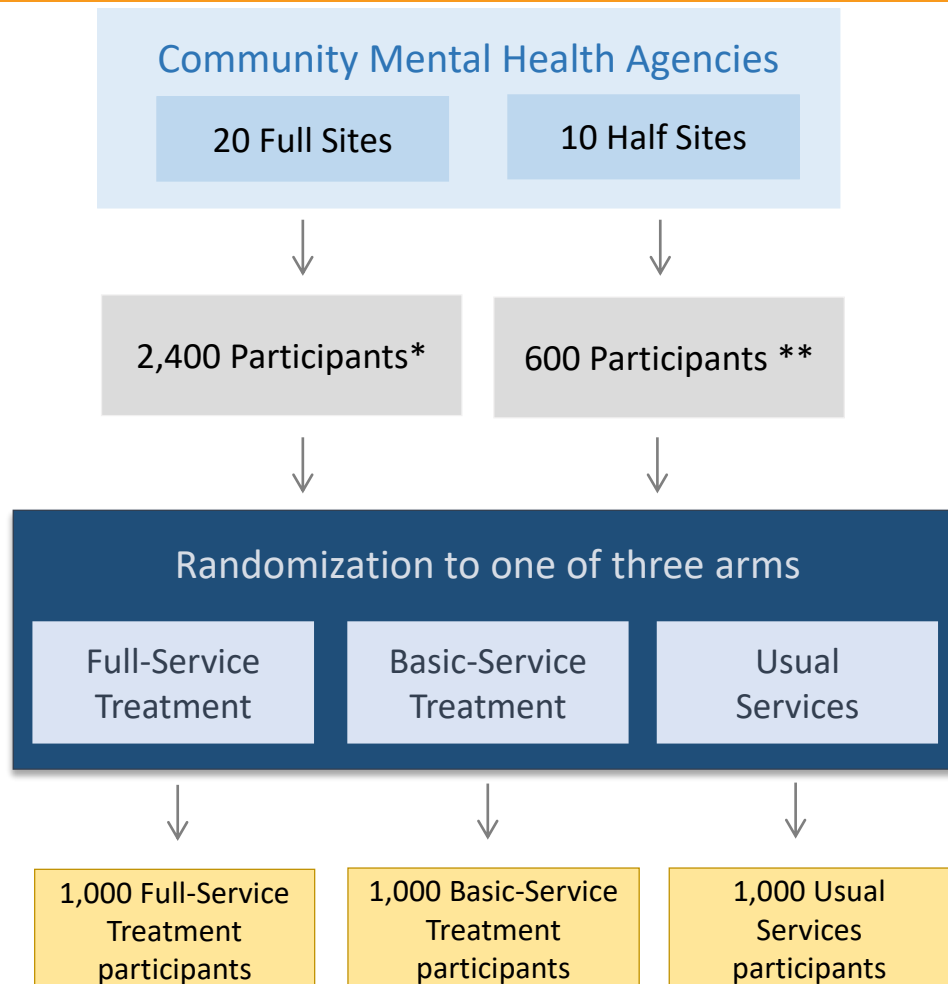 Community Mental Health Agencies
20 Full Sites
10 Half Sites
2,400 Participants*
600 Participants **
Randomization to one of three arms
Full-Service
Treatment
Basic-Service
Treatment
Usual
Services
1,000 Full-Service
Treatment
participants
1,000 Basic-Service
Treatment
participants
1,000 Usual
Services
participants